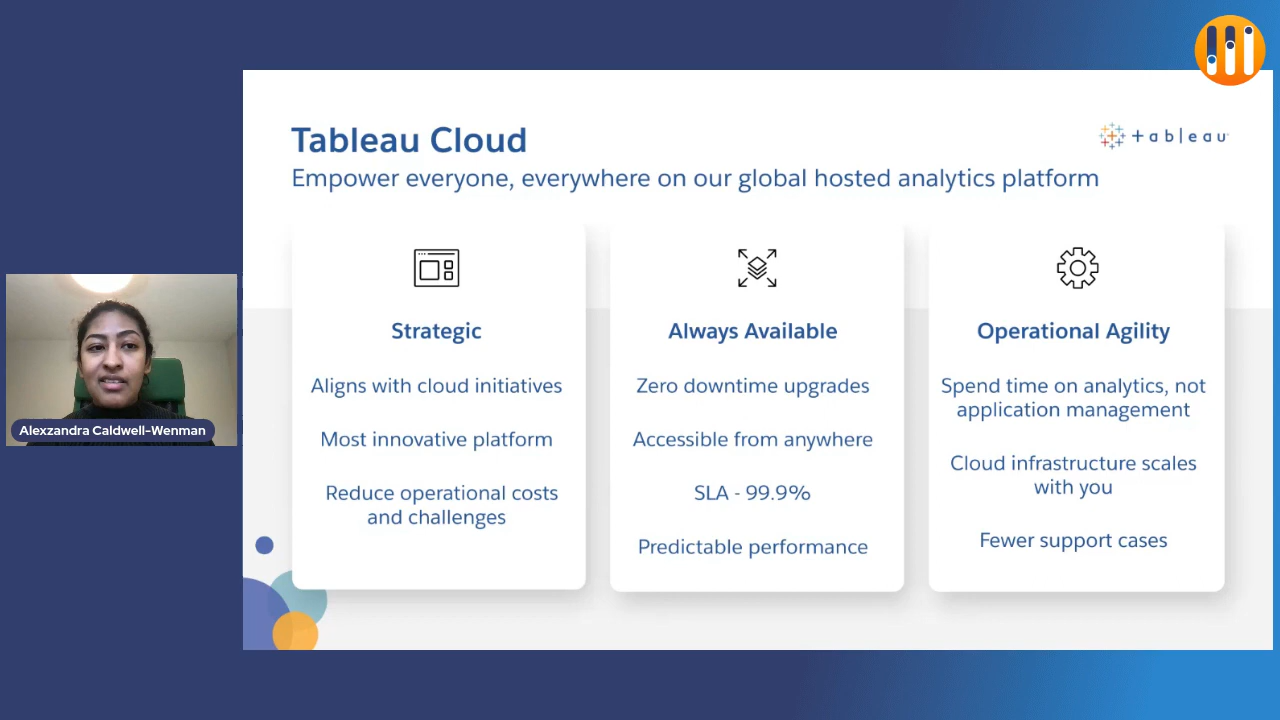 Tableau Cloud
+ a b l e a u
Empower everyone, everywhere on our global hosted analytics platform
Strategic
Aligns with cloud initiatives
Most innovative platform
Reduce operational costs
and challenges
Always Available
Zero downtime upgrades
Accessible from anywhere
SLA - 99.9%
Predictable performance
Operational Agility
Spend time on analytics, not
application management
Cloud infrastructure scales
with you
Fewer support cases
Alexzandra Caldwell-Wenman